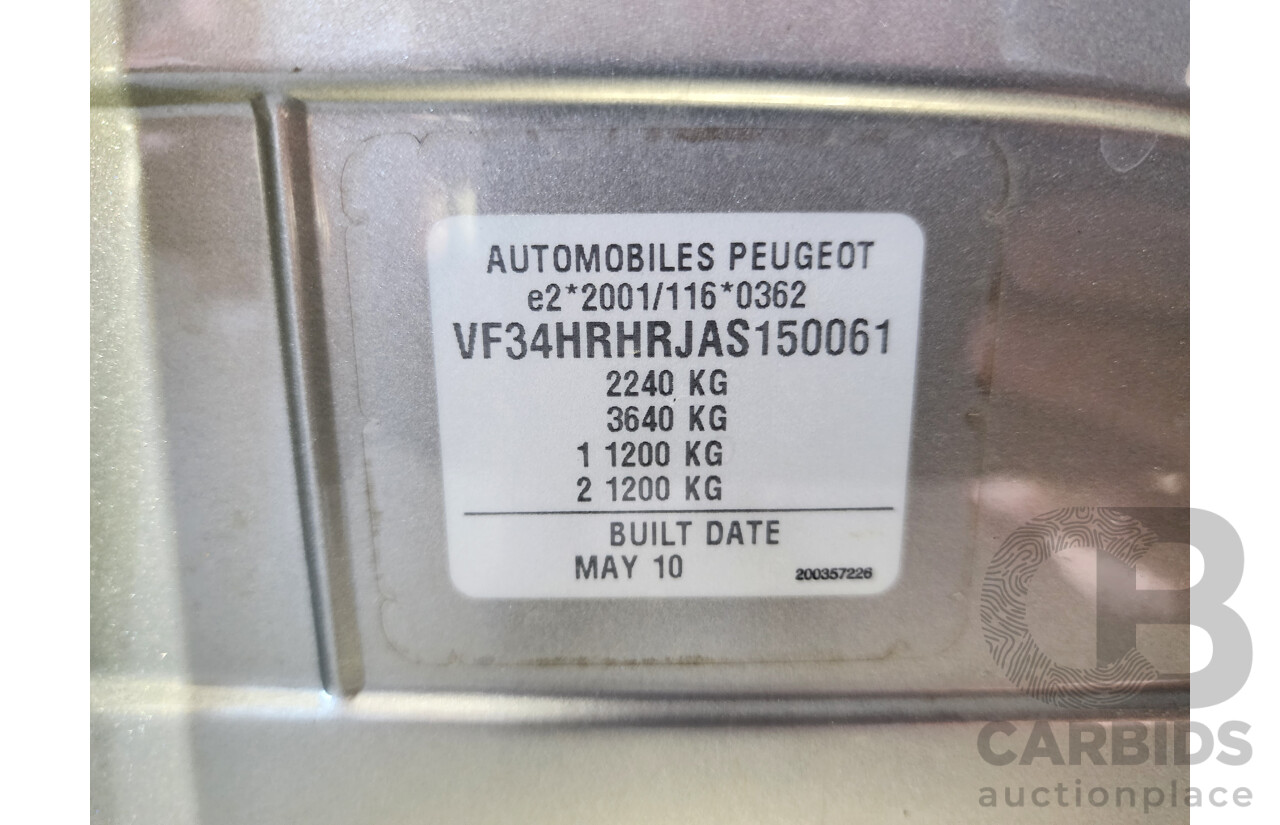 AUTOMOBILES PEUGEOT
e2*2001/116*0362
VF34HRHRJAS150061
2240 KG
3640 KG
1 1200 KG
2 1200 KG
BUILT DATE
MAY 10
200357226
CB
CARBIDS
auctionplace